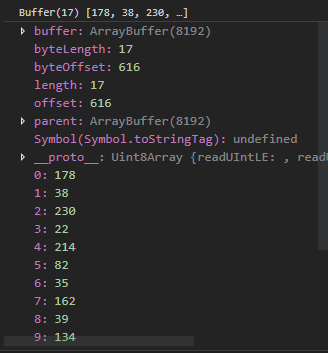 Buffer(17) [178, 38, 230, …]
buffer: ArrayBuffer(8192)
byteLength: 17
byteOffset: 616
length: 17
offset: 616
parent: ArrayBuffer(8192)
Symbol(Symbol.toStringTag): undefined
__proto__: Uint8Array {readUIntLE: , readU
0: 178
1: 38
2: 230
3: 22
4: 214
5: 82
6: 35
7: 162
8: 39
9: 134